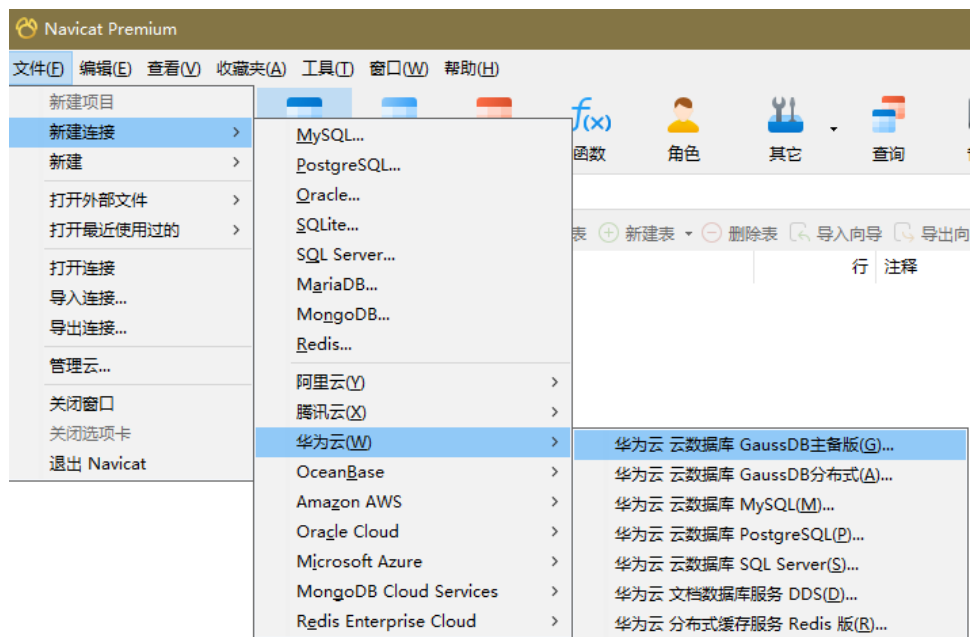 Navicat Premium
文件(F) 编辑(E) 查看(V) 收藏夹(A) 工具(T) 窗口(W) 帮助(H)
新建项目
新建连接
新建
打开外部文件
打开最近使用过的
打开连接
导入连接...
导出连接...
管理云...
关闭窗口
关闭选项卡
退出 Navicat
MySQL...
PostgreSQL...
Oracle...
SQLite...
SQL Server...
MariaDB...
MongoDB...
Redis...
阿里云(Y)
腾讯云(X)
华为云(W)
OceanBase
Amazon AWS
Oracle Cloud
Microsoft Azure
MongoDB Cloud Services
Redis Enterprise Cloud
华为云 云数据库 GaussDB主备版(G)...
华为云 云数据库 GaussDB分布式(A)...
华为云 云数据库 MySQL(M)...
华为云 云数据库 PostgreSQL(P)...
华为云 云数据库 SQL Server(S)...
华为云 文档数据库服务 DDS(D)...
华为云 分布式缓存服务 Redis 版(R)...
f(x)
函数 角色 其它 查询
表 新建表 删除表 导入向导 导出向
行 注释